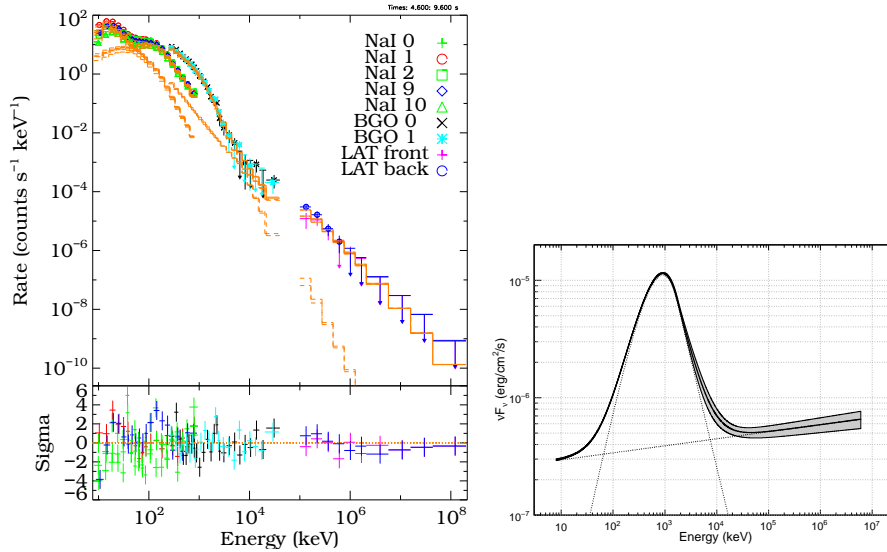 Times: 4.600: 9.600 s
10²
10⁰
10⁻²
10⁻⁴
10⁻⁶
10⁻⁸
10⁻¹⁰
Rate (counts s⁻¹ keV⁻¹)
NaI 0
NaI 1
NaI 2
NaI 9
NaI 10
BGO 0
BGO 1
LAT front
LAT back
6
4
2
0
-2
-4
-6
Sigma
10² 10⁴ 10⁶ 10⁸
Energy (keV)
10⁻⁵
10⁻⁶
10⁻⁷
νFν (erg/cm²/s)
10 10² 10³ 10⁴ 10⁵ 10⁶ 10⁷
Energy (keV)